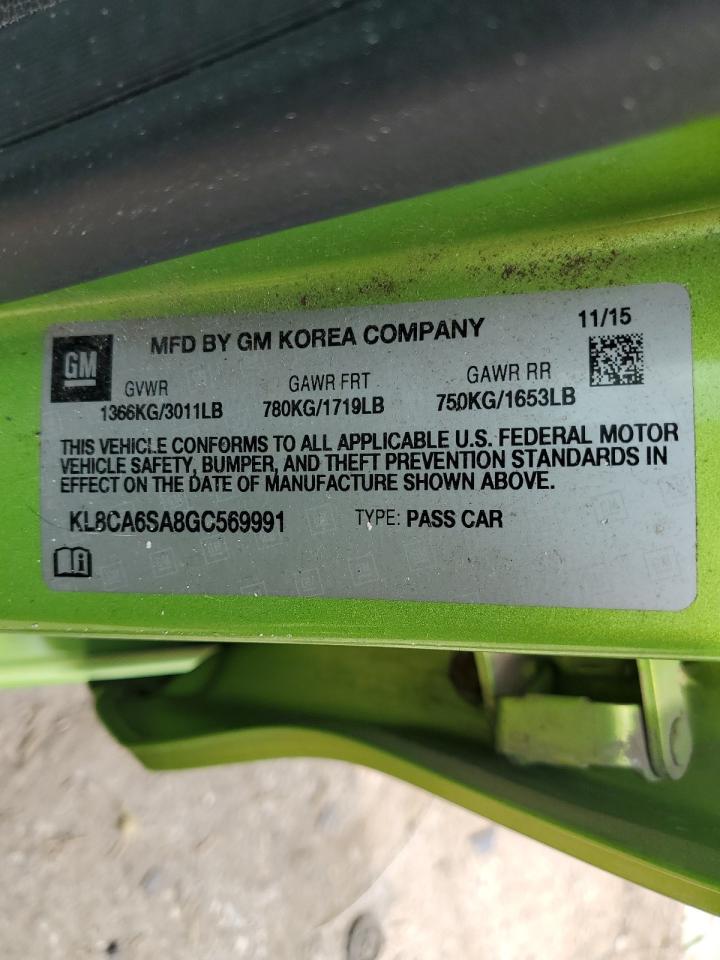 GM
MFD BY GM KOREA COMPANY 11/15
GVWR GAWR FRT GAWR RR
1366KG/3011LB 780KG/1719LB 750KG/1653LB
THIS VEHICLE CONFORMS TO ALL APPLICABLE U.S. FEDERAL MOTOR
VEHICLE SAFETY, BUMPER, AND THEFT PREVENTION STANDARDS IN
EFFECT ON THE DATE OF MANUFACTURE SHOWN ABOVE.
KL8CA6SA8GC569991 TYPE: PASS CAR
i